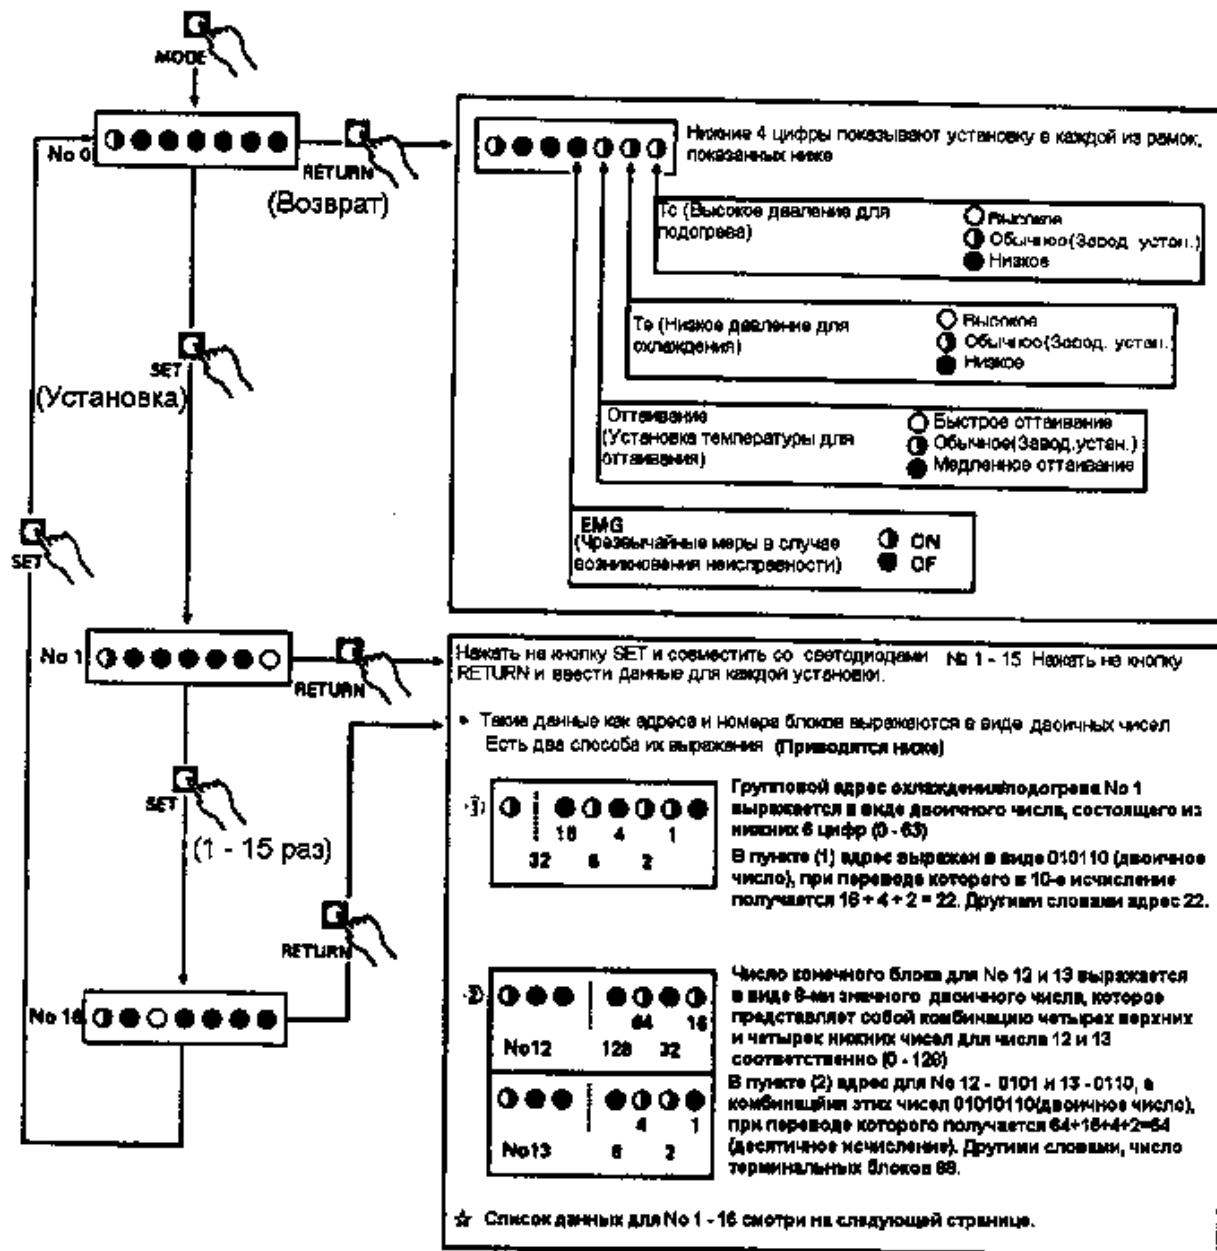 MODE
No 0
RETURN
(Возврат)
SET
(Установка)
SET
No 1
RETURN
SET
(1 - 15 раз)
RETURN
No 16
Нижние 4 цифры показывают установку в каждой из рамок,
показанных ниже
Tc (Высокое давление для
подогрева)
Высокое
Обычное(Завод. устан.)
Низкое
Te (Низкое давление для
охлаждения)
Высокое
Обычное(Завод. устан.)
Низкое
Оттаивание
(Установка температуры для
оттаивания)
Быстрое оттаивание
Обычное(Завод.устан.)
Медленное оттаивание
EMG
(Чрезвычайные меры в случае
возникновения неисправности)
ON
OF
Нажать на кнопку SET и совместить со светодиодами № 1 - 15 Нажать на кнопку
RETURN и ввести данные для каждой установки.
• Такие данные как адреса и номера блоков выражаются в виде двоичных чисел
Есть два способа их выражения (Приводятся ниже)
16 4 1
32 8 2
Групповой адрес охлаждения/подогрева No 1
выражается в виде двоичного числа, состоящего из
нижних 6 цифр (0 - 63)
В пункте (1) адрес выражен в виде 010110 (двоичное
число), при переводе которого в 10-е исчисление
получается 16 + 4 + 2 = 22. Другими словами адрес 22.
64 16
No12 128 32
4 1
No13 8 2
Число конечного блока для No 12 и 13 выражается
в виде 8-ми значного двоичного числа, которое
представляет собой комбинацию четырех верхних
и четырех нижних чисел для числа 12 и 13
соответственно (0 - 128)
В пункте (2) адрес для No 12 - 0101 и 13 - 0110, а
комбинаций этих чисел 01010110(двоичное число),
при переводе которого получается 64+16+4+2=64
(десятичное исчисление). Другими словами, число
терминальных блоков 88.
☆ Список данных для No 1 - 16 смотри на следующей странице.